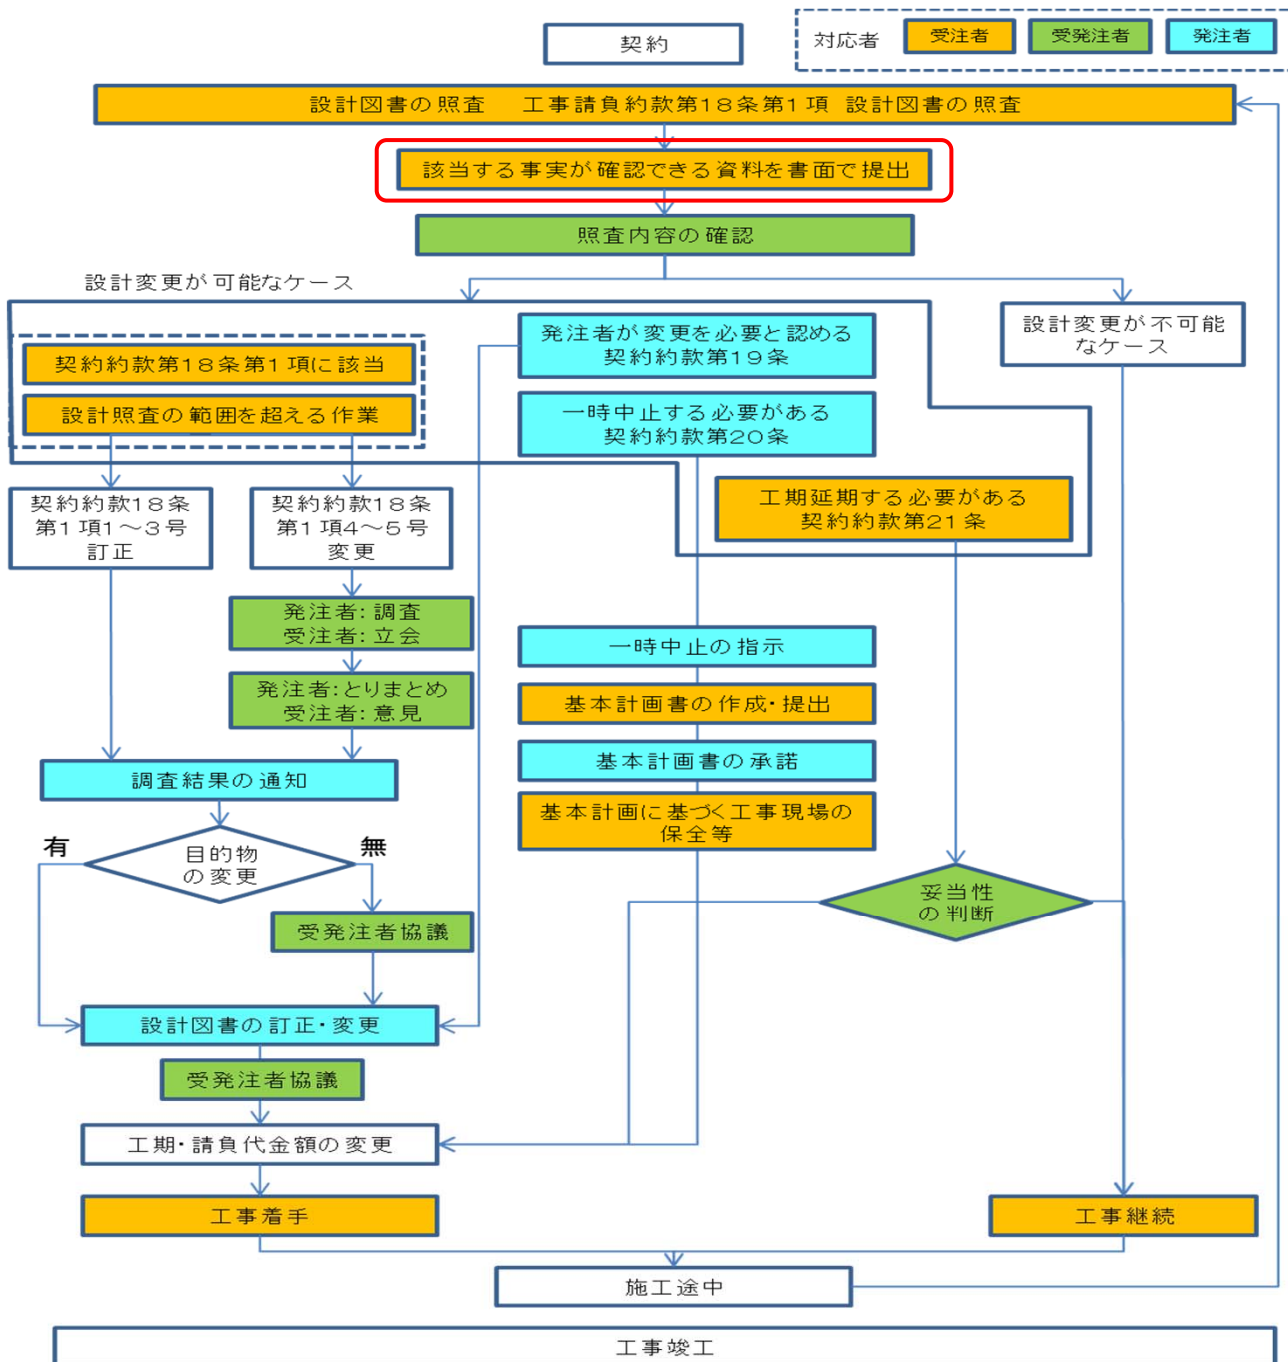 契約
対応者
受注者
受発注者
発注者
設計図書の照査　工事請負約款第18条第1項 設計図書の照査
該当する事実が確認できる資料を書面で提出
照査内容の確認
設計変更が可能なケース
契約約款第18条第1項に該当
設計照査の範囲を超える作業
発注者が変更を必要と認める
契約約款第19条
一時中止する必要がある
契約約款第20条
設計変更が不可能
なケース
工期延期する必要がある
契約約款第21条
契約約款18条
第1項1～3号
訂正
契約約款18条
第1項4～5号
変更
発注者：調査
受注者：立会
発注者：とりまとめ
受注者：意見
一時中止の指示
基本計画書の作成・提出
基本計画書の承諾
基本計画に基づく工事現場の
保全等
調査結果の通知
有
目的物
の変更
無
受発注者協議
妥当性
の判断
設計図書の訂正・変更
受発注者協議
工期・請負代金額の変更
工事着手
工事継続
施工途中
工事竣工